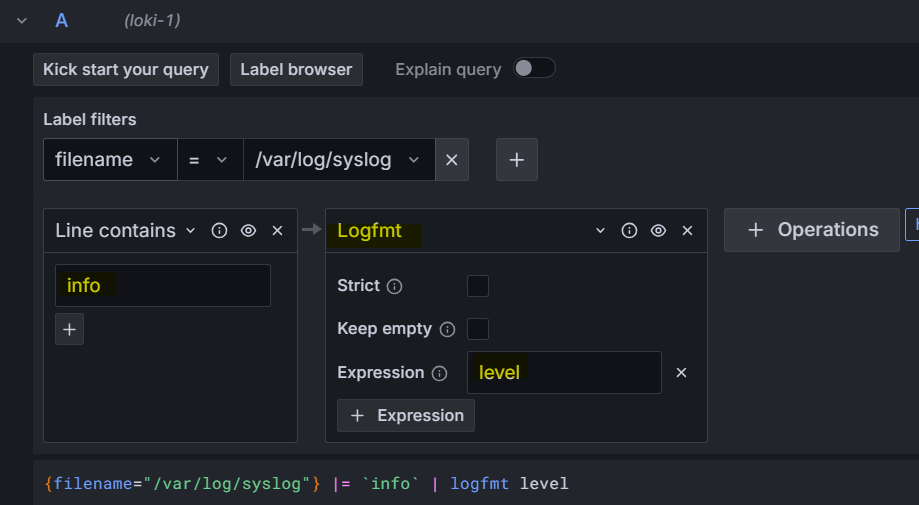 A (loki-1)
Kick start your query Label browser Explain query
Label filters
filename = /var/log/syslog
Line contains Logfmt Operations
info
Strict
Keep empty
Expression level
Expression
{filename="/var/log/syslog"} |= `info` | logfmt level